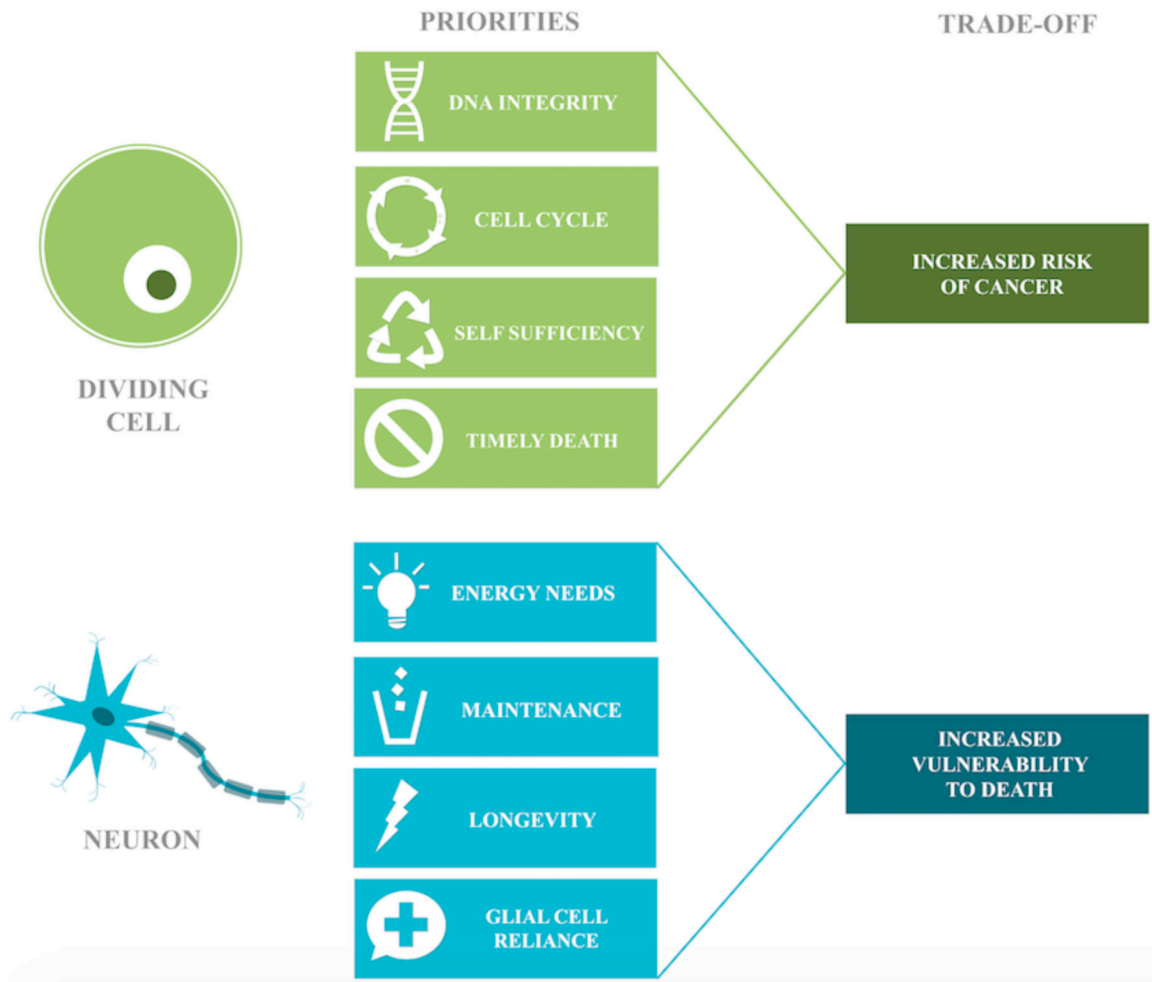 PRIORITIES
TRADE-OFF
DNA INTEGRITY
CELL CYCLE
SELF SUFFICIENCY
TIMELY DEATH
INCREASED RISK
OF CANCER
DIVIDING
CELL
ENERGY NEEDS
MAINTENANCE
LONGEVITY
GLIAL CELL
RELIANCE
INCREASED
VULNERABILITY
TO DEATH
NEURON